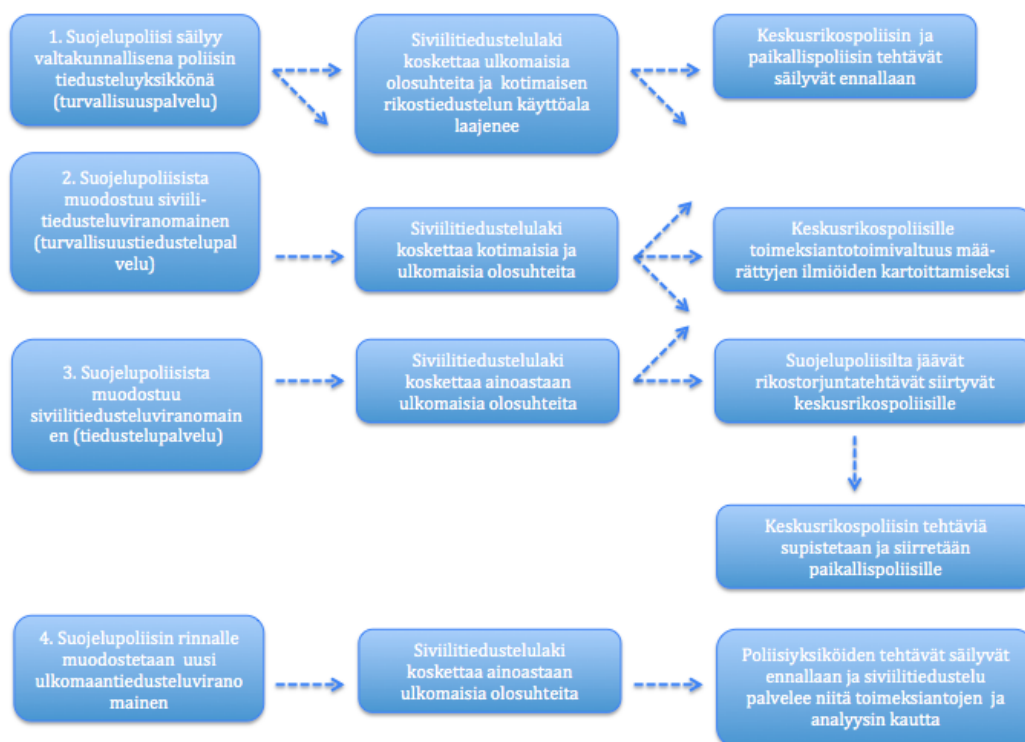 1. Suojelupoliisi säilyy
valtakunnallisena poliisin
tiedusteluyksikkönä
(turvallisuuspalvelu)
Siviilitiedustelulaki
koskettaa ulkomaisia
olosuhteita ja kotimaisen
rikostiedustelun käyttöala
laajenee
Keskusrikospoliisin ja
paikallispoliisin tehtävät
säilyvät ennallaan
2. Suojelupoliisista
muodostuu siviili-
tiedusteluviranomainen
(turvallisuustiedustelupal
velu)
Siviilitiedustelulaki
koskettaa kotimaisia ja
ulkomaisia olosuhteita
Keskusrikospoliisille
toimeksiantotoimivaltuus mää-
rättyjen ilmiöiden kartoittamiseksi
3. Suojelupoliisista
muodostuu
siviilitiedusteluviranomain
en (tiedustelupalvelu)
Siviilitiedustelulaki
koskettaa ainoastaan
ulkomaisia olosuhteita
Suojelupoliisilta jäävät
rikostorjuntatehtävät siirtyvät
keskusrikospoliisille
Keskusrikospoliisin tehtäviä
supistetaan ja siirretään
paikallispoliisille
4. Suojelupoliisin rinnalle
muodostetaan uusi
ulkomaantiedusteluvirano
mainen
Siviilitiedustelulaki
koskettaa ainoastaan
ulkomaisia olosuhteita
Poliisiyksiköiden tehtävät säilyvät
ennallaan ja siviilitiedustelu
palvelee niitä toimeksiantojen ja
analyysin kautta